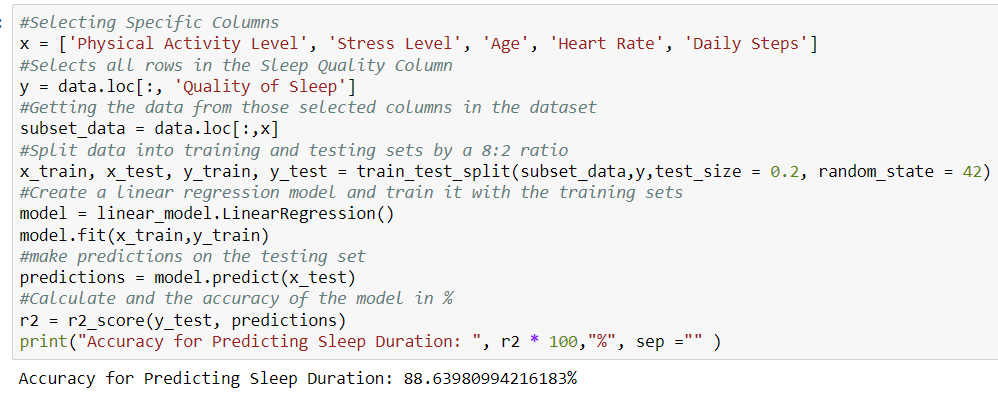 #Selecting Specific Columns
x = ['Physical Activity Level', 'Stress Level', 'Age', 'Heart Rate', 'Daily Steps']
#Selects all rows in the Sleep Quality Column
y = data.loc[:, 'Quality of Sleep']
#Getting the data from those selected columns in the dataset
subset_data = data.loc[:,x]
#Split data into training and testing sets by a 8:2 ratio
x_train, x_test, y_train, y_test = train_test_split(subset_data,y,test_size = 0.2, random_state = 42)
#Create a linear regression model and train it with the training sets
model = linear_model.LinearRegression()
model.fit(x_train,y_train)
#make predictions on the testing set
predictions = model.predict(x_test)
#Calculate and the accuracy of the model in %
r2 = r2_score(y_test, predictions)
print("Accuracy for Predicting Sleep Duration: ", r2 * 100,"%", sep ="" )
Accuracy for Predicting Sleep Duration: 88.63980994216183%